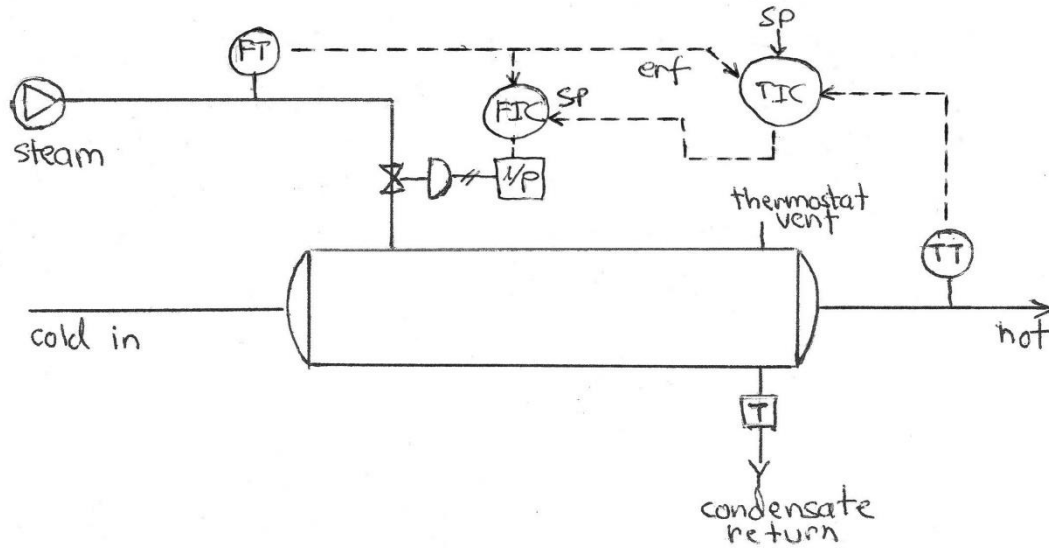 SP
FT
erf
TIC
FIC
SP
steam
I/P
thermostat
vent
TT
cold in
hot
T
condensate
return